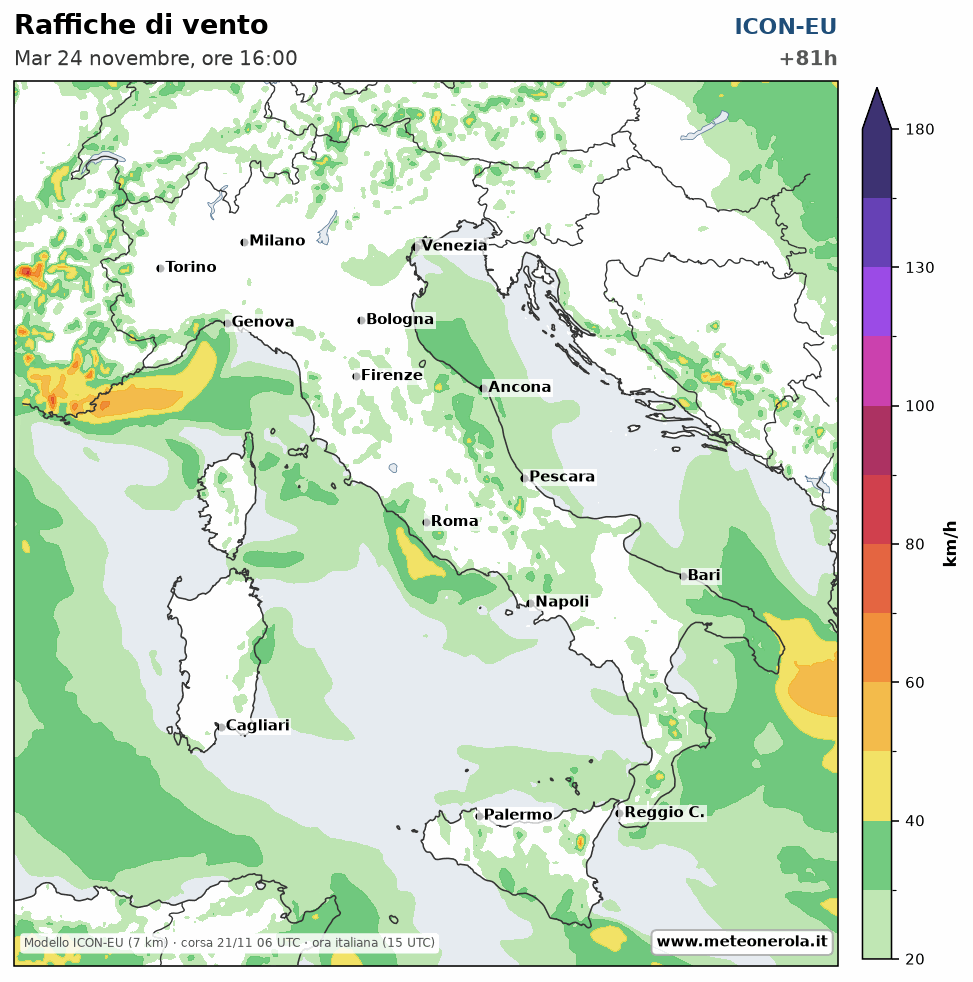 Raffiche di vento
ICON-EU
Mar 24 novembre, ore 16:00
+81h
180
Milano
Venezia
Torino
130
Genova
Bologna
Firenze
Ancona
100
Pescara
Roma
80
km/h
Bari
Napoli
60
Cagliari
Palermo
Reggio C.
40
Modello ICON-EU (7 km) · corsa 21/11 06 UTC · ora italiana (15 UTC)
www.meteonerola.it
20